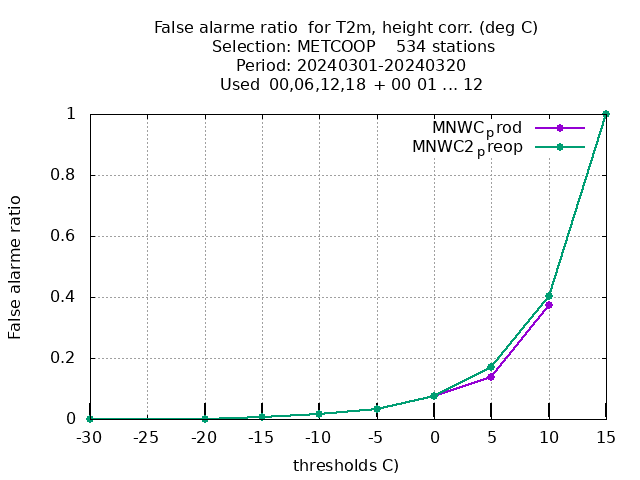 False alarme ratio  for T2m, height corr. (deg C)
Selection: METCOOP    534 stations
Period: 20240301-20240320
Used  00,06,12,18  + 00 01 ... 12
False alarme ratio
1
0.8
0.6
0.4
0.2
0
MNWC_prod
MNWC2_preop
-30 -25 -20 -15 -10 -5 0 5 10 15
thresholds C)